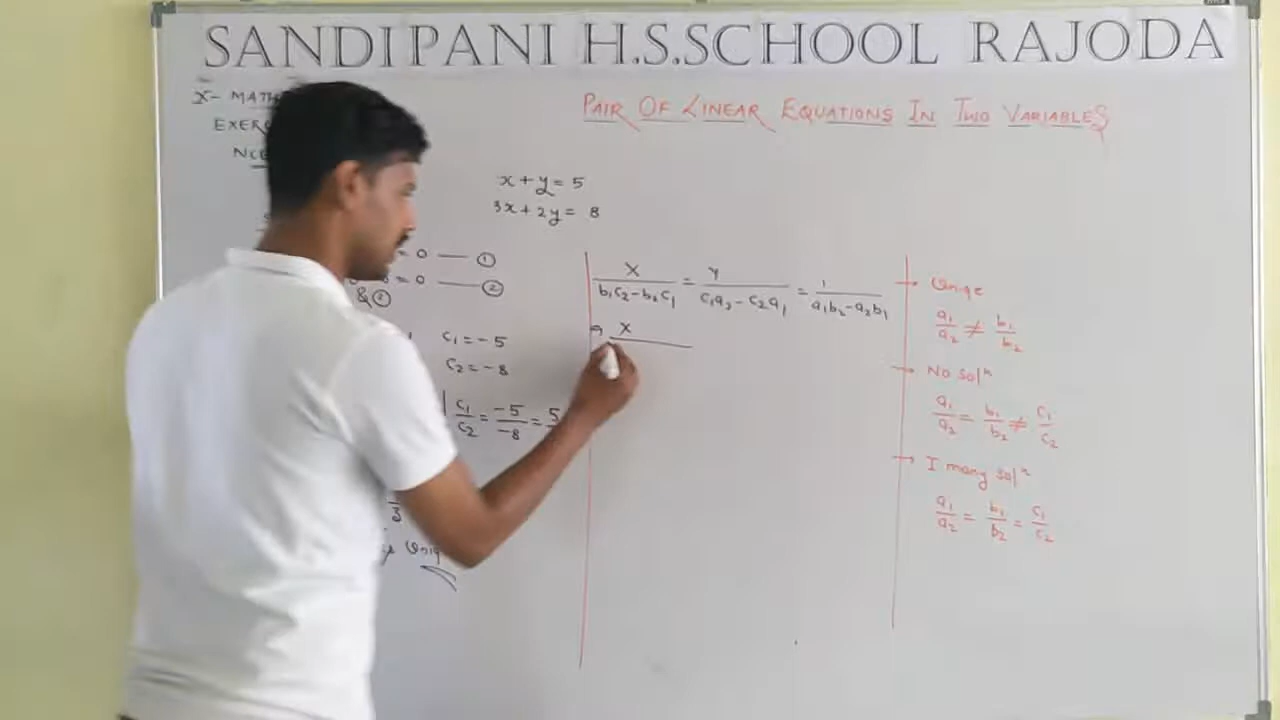 SANDIPANI H.S.SCHOOL RAJODA
X- MATH
EXER
NCE
PAIR OF LINEAR EQUATIONS IN TWO VARIABLES
x + y = 5
3x + 2y = 8
= 0 — ①
= 0 — ②
& ②
c₁ = -5
c₂ = -8
c₁/c₂ = -5/-8 = 5
3
Uniq
x/(b₁c₂-b₂c₁) = y/(c₁a₂-c₂a₁) = 1/(a₁b₂-a₂b₁)
x
→ Unique
a₁/a₂ ≠ b₁/b₂
→ No solⁿ
a₁/a₂ = b₁/b₂ ≠ c₁/c₂
→ I many solⁿ
a₁/a₂ = b₁/b₂ = c₁/c₂